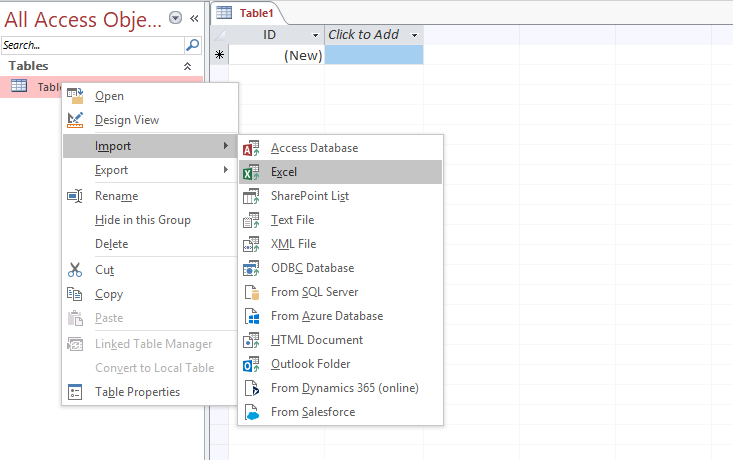 All Access Obje...
Search...
Tables
Table1
ID
Click to Add
(New)
Open
Design View
Import
Export
Rename
Hide in this Group
Delete
Cut
Copy
Paste
Linked Table Manager
Convert to Local Table
Table Properties
Access Database
Excel
SharePoint List
Text File
XML File
ODBC Database
From SQL Server
From Azure Database
HTML Document
Outlook Folder
From Dynamics 365 (online)
From Salesforce